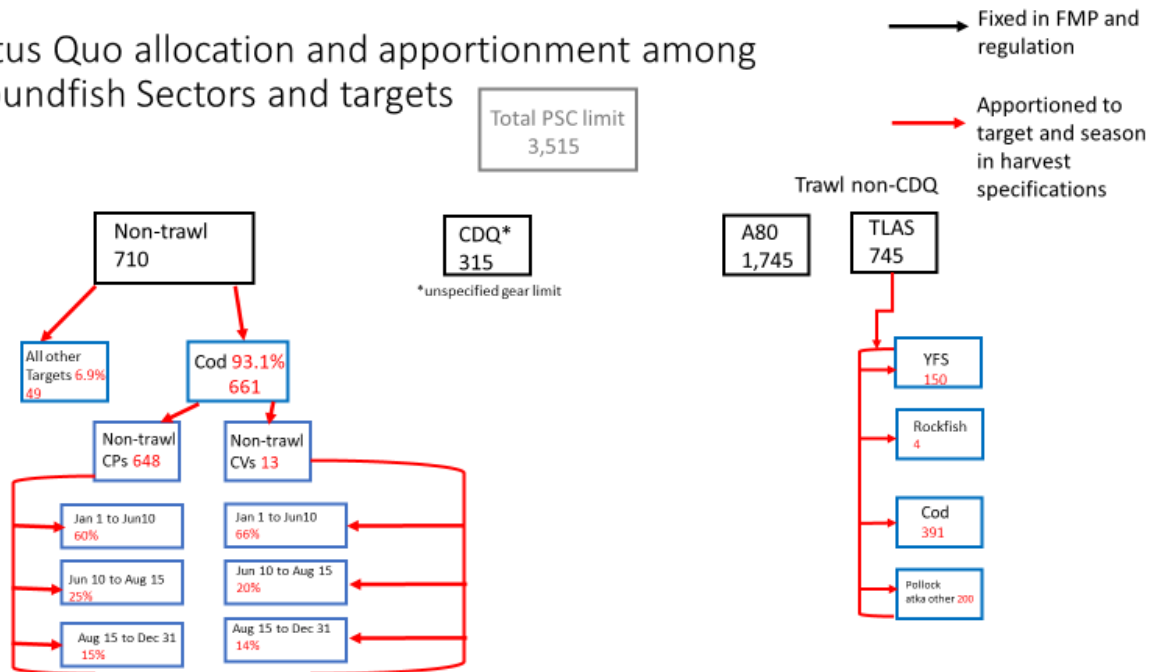 tus Quo allocation and apportionment among
undfish Sectors and targets
Fixed in FMP and
regulation
Apportioned to
target and season
in harvest
specifications
Total PSC limit
3,515
Trawl non-CDQ
Non-trawl
710
CDQ*
315
*unspecified gear limit
A80
1,745
TLAS
745
All other
Targets 6.9%
49
Cod 93.1%
661
Non-trawl
CPs 648
Non-trawl
CVs 13
Jan 1 to Jun10
60%
Jun 10 to Aug 15
25%
Aug 15 to Dec 31
15%
Jan 1 to Jun10
66%
Jun 10 to Aug 15
20%
Aug 15 to Dec 31
14%
YFS
150
Rockfish
4
Cod
391
Pollock
atka other 200